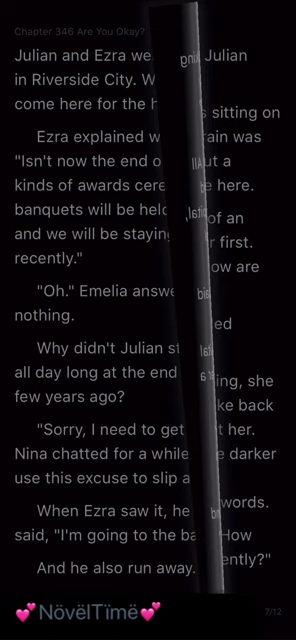 Chapter 346 Are You Okay?
Julian and Ezra we
Julian
in Riverside City. W
come here for the h
sitting on
Ezra explained w
rain was
"Isn't now the end o
ut a
kinds of awards cere
e here.
banquets will be held
of an
and we will be staying
r first.
recently."
ow are
"Oh." Emelia answe
nothing.
ed
Why didn't Julian st
all day long at the end
ing, she
few years ago?
ke back
"Sorry, I need to get
t her.
Nina chatted for a while
e darker
use this excuse to slip a
When Ezra saw it, he
words.
said, "I'm going to the ba
How
And he also run away.
ently?"
💕NövëlTïmë💕
7/12